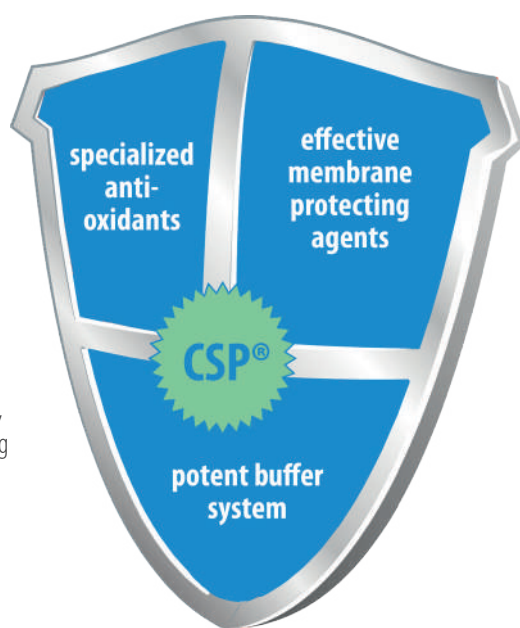 specialized
anti-
oxidants
effective
membrane
protecting
agents
CSP®
potent buffer
system